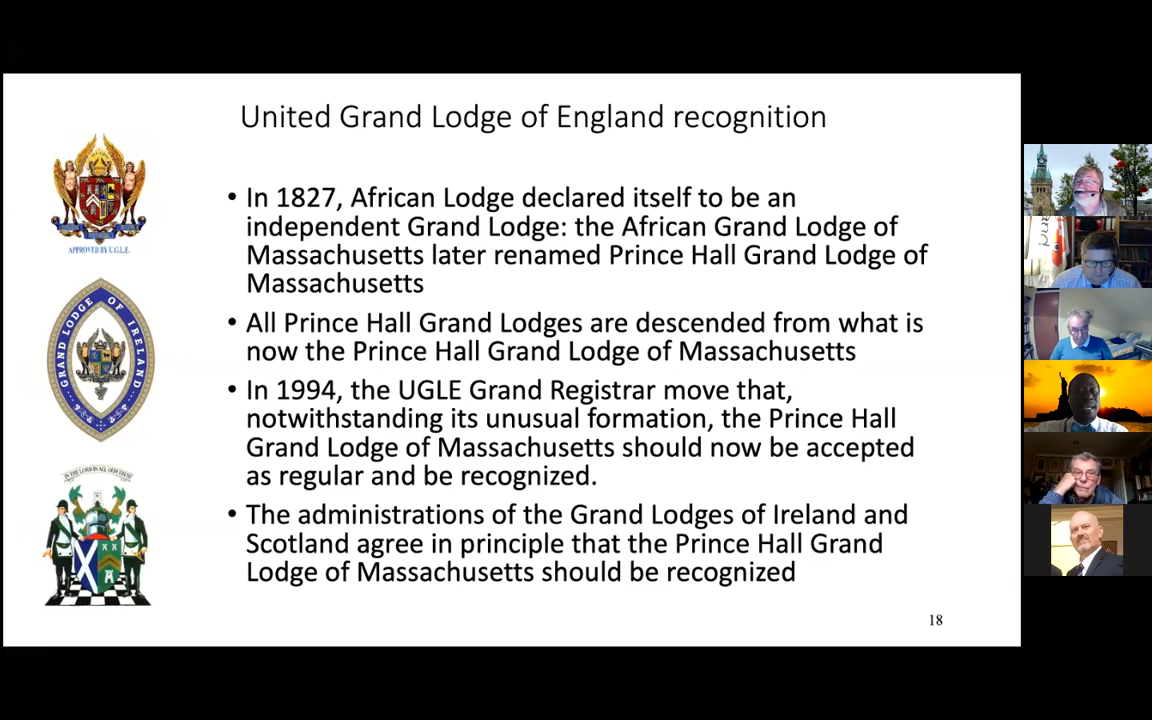 United Grand Lodge of England recognition
• In 1827, African Lodge declared itself to be an
independent Grand Lodge: the African Grand Lodge of
Massachusetts later renamed Prince Hall Grand Lodge of
Massachusetts
• All Prince Hall Grand Lodges are descended from what is
now the Prince Hall Grand Lodge of Massachusetts
• In 1994, the UGLE Grand Registrar move that,
notwithstanding its unusual formation, the Prince Hall
Grand Lodge of Massachusetts should now be accepted
as regular and be recognized.
• The administrations of the Grand Lodges of Ireland and
Scotland agree in principle that the Prince Hall Grand
Lodge of Massachusetts should be recognized
18
APPROVED BY U.G.L.E.
GRAND LODGE OF IRELAND
IN THE LORD IS ALL OUR TRUST